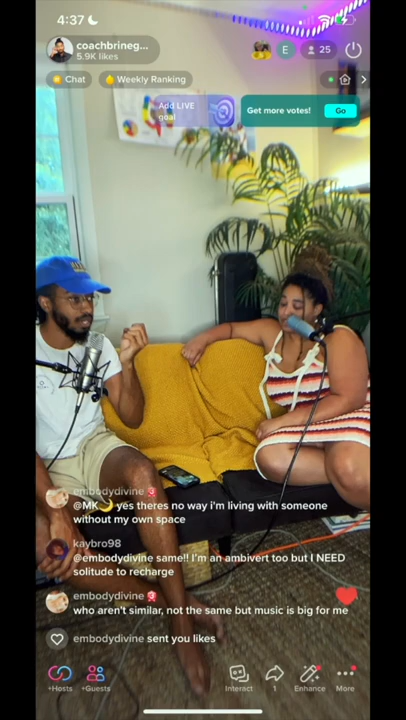 4:37
coachbrineg...
5.9K likes
E
25
Chat
Weekly Ranking
Add LIVE
goal
Get more votes!
Go
embodydivine
@MK🌙 yes theres no way i'm living with someone
without my own space
kaybro98
@embodydivine same!! I'm an ambivert too but I NEED
solitude to recharge
embodydivine
who aren't similar, not the same but music is big for me
embodydivine sent you likes
+Hosts
+Guests
Interact
1
Enhance
More